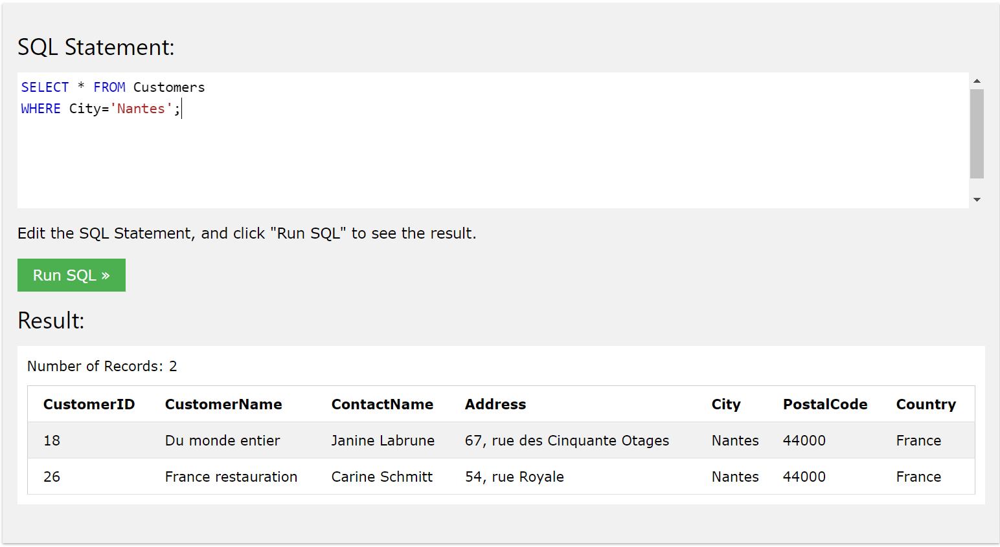 SQL Statement:
SELECT * FROM Customers
WHERE City='Nantes';
Edit the SQL Statement, and click "Run SQL" to see the result.
Run SQL »
Result:
Number of Records: 2
CustomerID CustomerName ContactName Address City PostalCode Country
18 Du monde entier Janine Labrune 67, rue des Cinquante Otages Nantes 44000 France
26 France restauration Carine Schmitt 54, rue Royale Nantes 44000 France